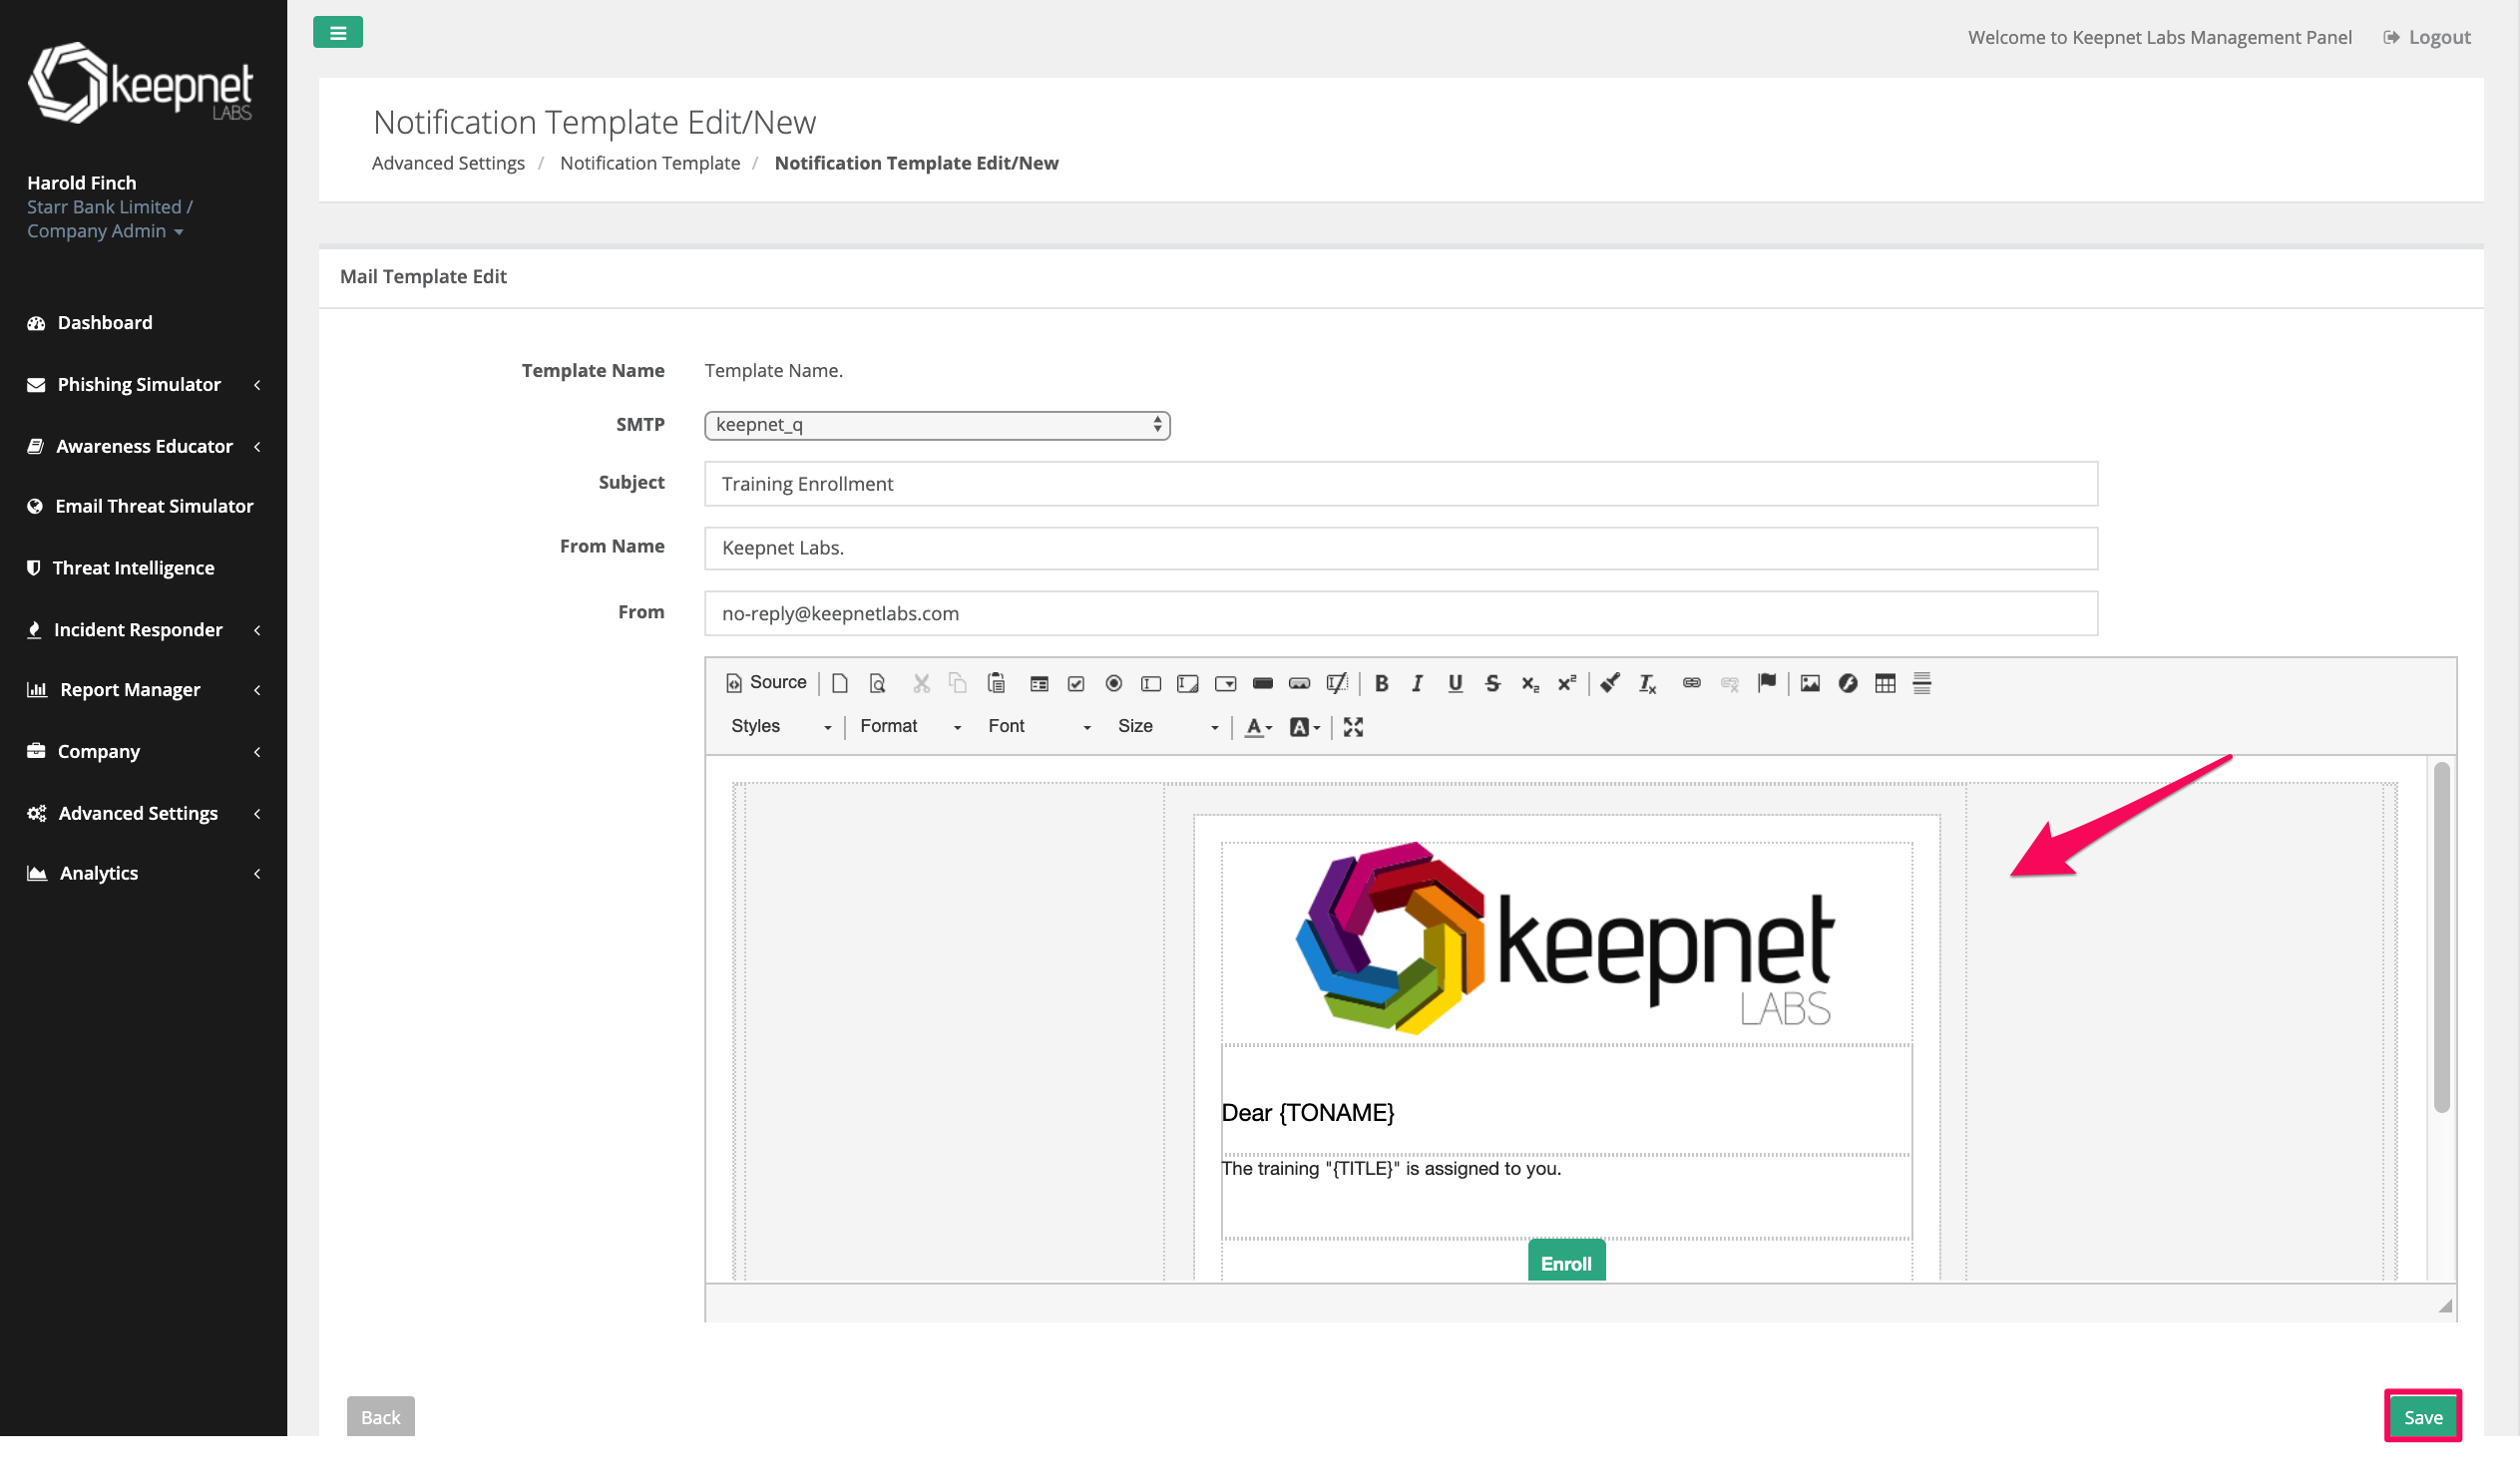 Welcome to Keepnet Labs Management Panel
Logout
keepnet
LABS
Harold Finch
Starr Bank Limited /
Company Admin
Dashboard
Phishing Simulator
Awareness Educator
Email Threat Simulator
Threat Intelligence
Incident Responder
Report Manager
Company
Advanced Settings
Analytics
Notification Template Edit/New
Advanced Settings / Notification Template / Notification Template Edit/New
Mail Template Edit
Template Name Template Name.
SMTP keepnet_q
Subject Training Enrollment
From Name Keepnet Labs.
From no-reply@keepnetlabs.com
Source
Styles Format Font Size
keepnet
LABS
Dear {TONAME}
The training "{TITLE}" is assigned to you.
Enroll
Back
Save